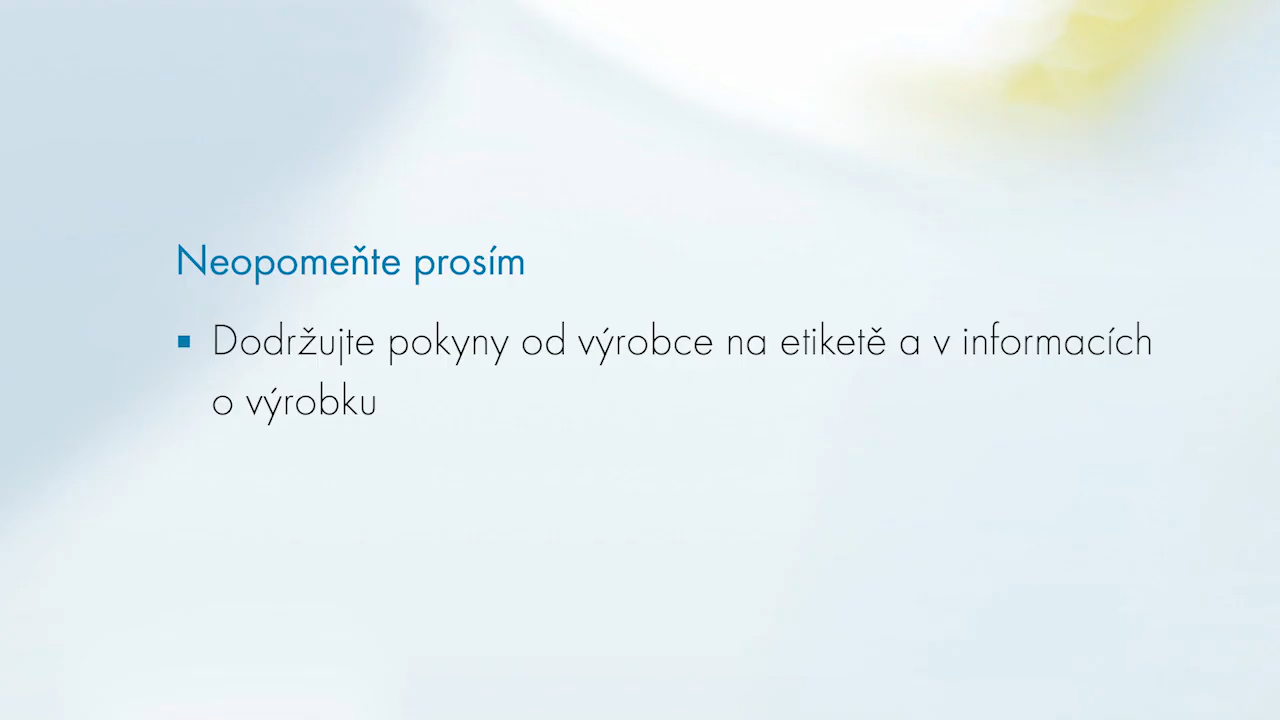 Neopomeňte prosím
▪ Dodržujte pokyny od výrobce na etiketě a v informacích
o výrobku